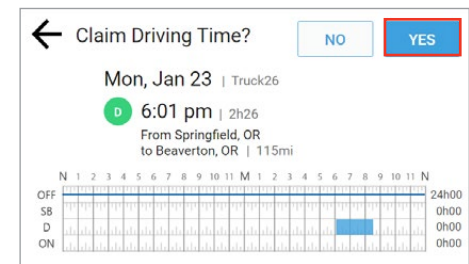 Claim Driving Time?
NO
YES
Mon, Jan 23 | Truck26
D 6:01 pm | 2h26
From Springfield, OR
to Beaverton, OR | 115mi
N 1 2 3 4 5 6 7 8 9 10 11 M 1 2 3 4 5 6 7 8 9 10 11 N
OFF 24h00
SB 0h00
D 0h00
ON 0h00